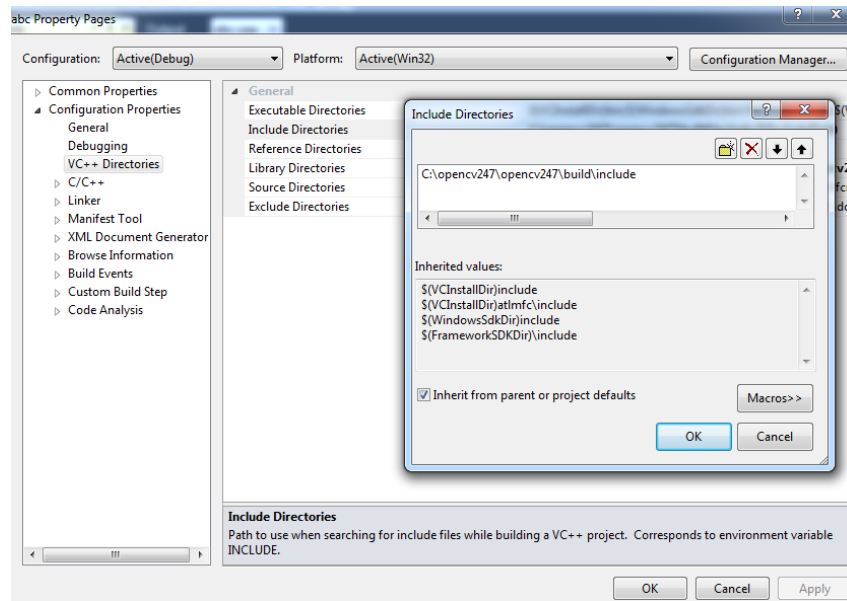 abc Property Pages
Configuration: Active(Debug) Platform: Active(Win32) Configuration Manager...
Common Properties
Configuration Properties
General
Debugging
VC++ Directories
C/C++
Linker
Manifest Tool
XML Document Generator
Browse Information
Build Events
Custom Build Step
Code Analysis
General
Executable Directories
Include Directories
Reference Directories
Library Directories
Source Directories
Exclude Directories
Include Directories
C:\opencv247\opencv247\build\include
Inherited values:
$(VCInstallDir)include
$(VCInstallDir)atlmfc\include
$(WindowsSdkDir)include
$(FrameworkSDKDir)\include
Inherit from parent or project defaults
Macros>>
OK Cancel
Include Directories
Path to use when searching for include files while building a VC++ project. Corresponds to environment variable
INCLUDE.
OK Cancel Apply